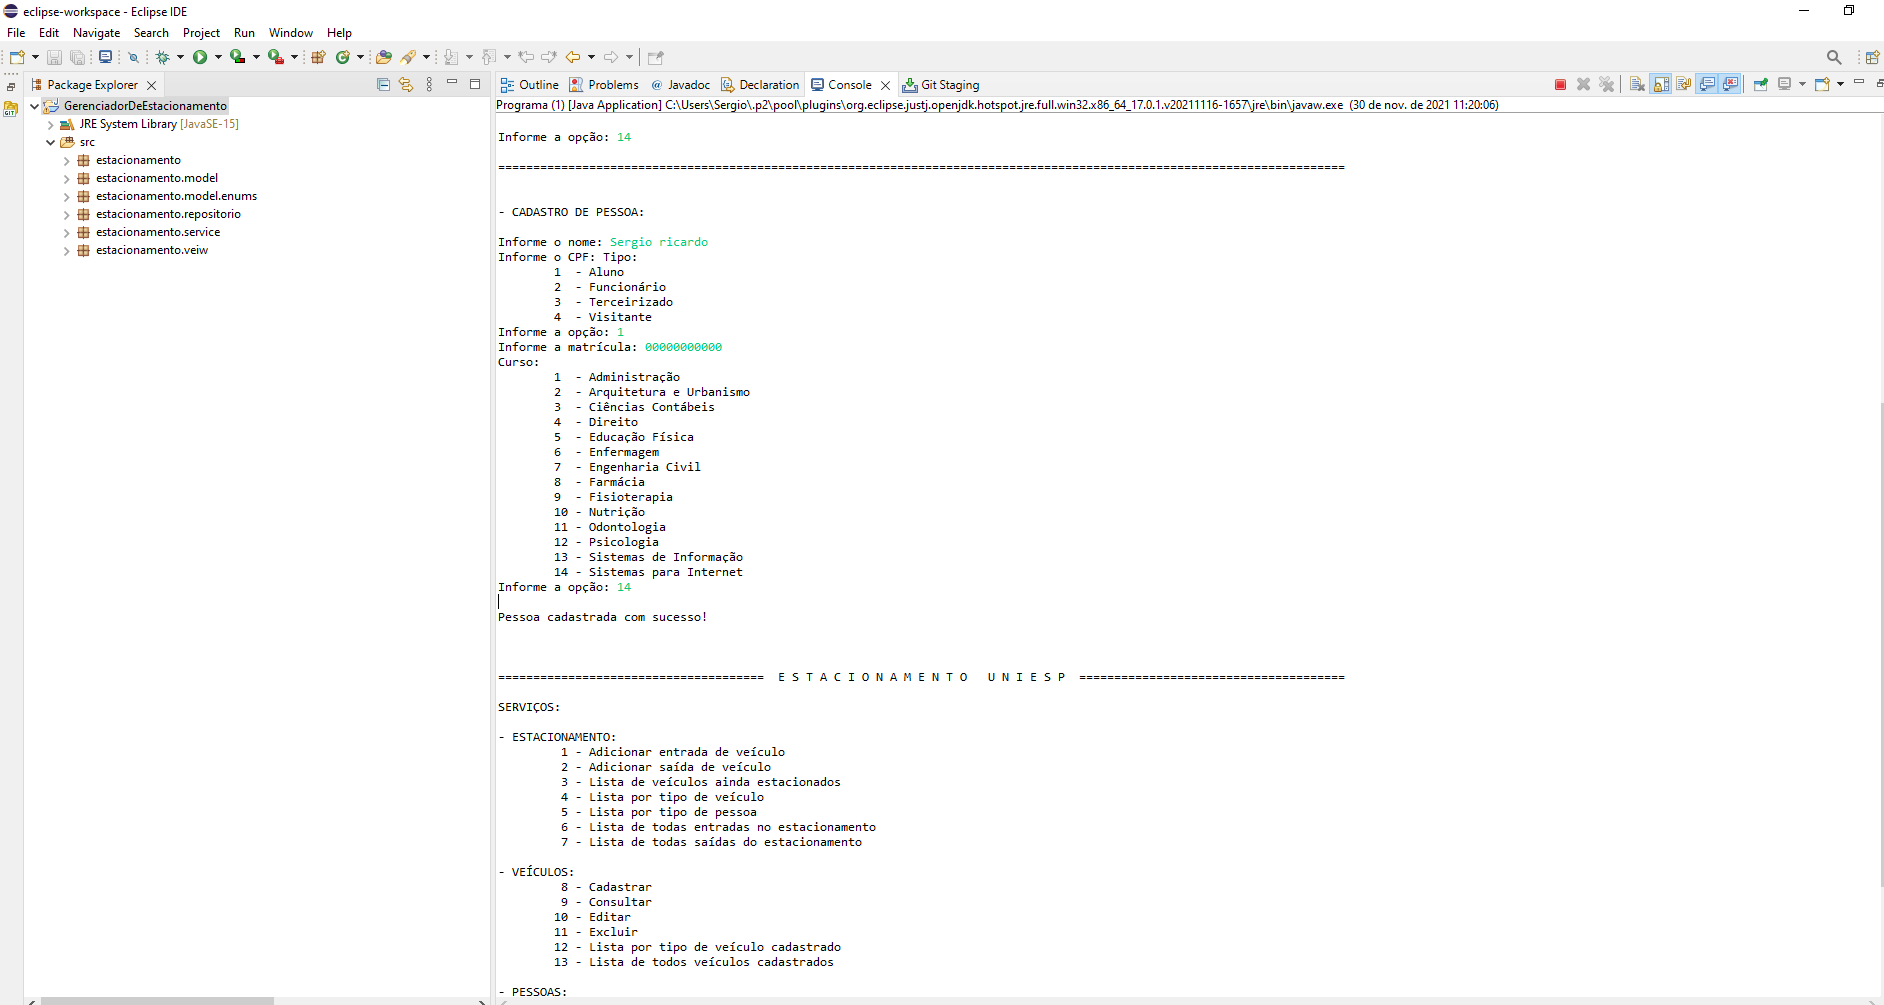 eclipse-workspace - Eclipse IDE
File Edit Navigate Search Project Run Window Help
Package Explorer
GerenciadorDeEstacionamento
JRE System Library [JavaSE-15]
src
estacionamento
estacionamento.model
estacionamento.model.enums
estacionamento.repositorio
estacionamento.service
estacionamento.veiw
GIT
Outline Problems @ Javadoc Declaration Console Git Staging
Programa (1) [Java Application] C:\Users\Sergio\.p2\pool\plugins\org.eclipse.justj.openjdk.hotspot.jre.full.win32.x86_64_17.0.1.v20211116-1657\jre\bin\javaw.exe (30 de nov. de 2021 11:20:06)
Informe a opção: 14
=========================================================================================================================
- CADASTRO DE PESSOA:
Informe o nome: Sergio ricardo
Informe o CPF: Tipo:
1 - Aluno
2 - Funcionário
3 - Terceirizado
4 - Visitante
Informe a opção: 1
Informe a matrícula: 00000000000
Curso:
1 - Administração
2 - Arquitetura e Urbanismo
3 - Ciências Contábeis
4 - Direito
5 - Educação Física
6 - Enfermagem
7 - Engenharia Civil
8 - Farmácia
9 - Fisioterapia
10 - Nutrição
11 - Odontologia
12 - Psicologia
13 - Sistemas de Informação
14 - Sistemas para Internet
Informe a opção: 14
Pessoa cadastrada com sucesso!
====================================== E S T A C I O N A M E N T O  U N I E S P ======================================
SERVIÇOS:
- ESTACIONAMENTO:
1 - Adicionar entrada de veículo
2 - Adicionar saída de veículo
3 - Lista de veículos ainda estacionados
4 - Lista por tipo de veículo
5 - Lista por tipo de pessoa
6 - Lista de todas entradas no estacionamento
7 - Lista de todas saídas do estacionamento
- VEÍCULOS:
8 - Cadastrar
9 - Consultar
10 - Editar
11 - Excluir
12 - Lista por tipo de veículo cadastrado
13 - Lista de todos veículos cadastrados
- PESSOAS: